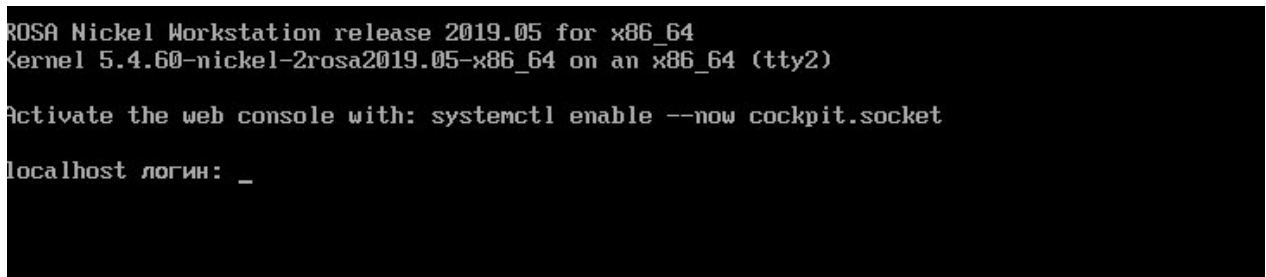 ROSA Nickel Workstation release 2019.05 for x86_64
Kernel 5.4.60-nickel-2rosa2019.05-x86_64 on an x86_64 (tty2)
Activate the web console with: systemctl enable --now cockpit.socket
localhost логин: _